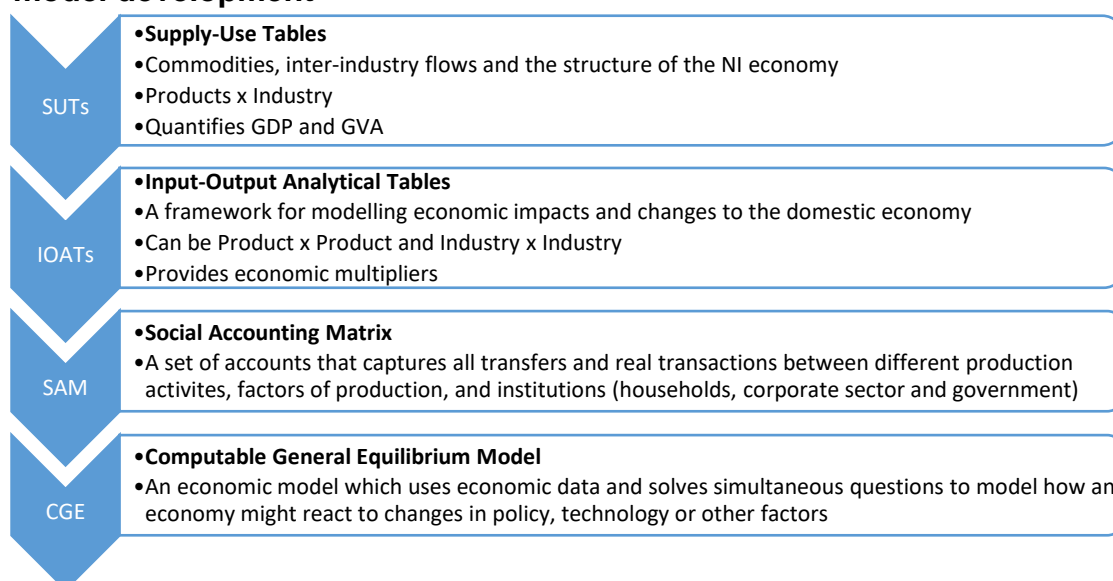 SUTs
•Supply-Use Tables
•Commodities, inter-industry flows and the structure of the NI economy
•Products x Industry
•Quantifies GDP and GVA
IOATs
•Input-Output Analytical Tables
•A framework for modelling economic impacts and changes to the domestic economy
•Can be Product x Product and Industry x Industry
•Provides economic multipliers
SAM
•Social Accounting Matrix
•A set of accounts that captures all transfers and real transactions between different production
activites, factors of production, and institutions (households, corporate sector and government)
CGE
•Computable General Equilibrium Model
•An economic model which uses economic data and solves simultaneous questions to model how an
economy might react to changes in policy, technology or other factors